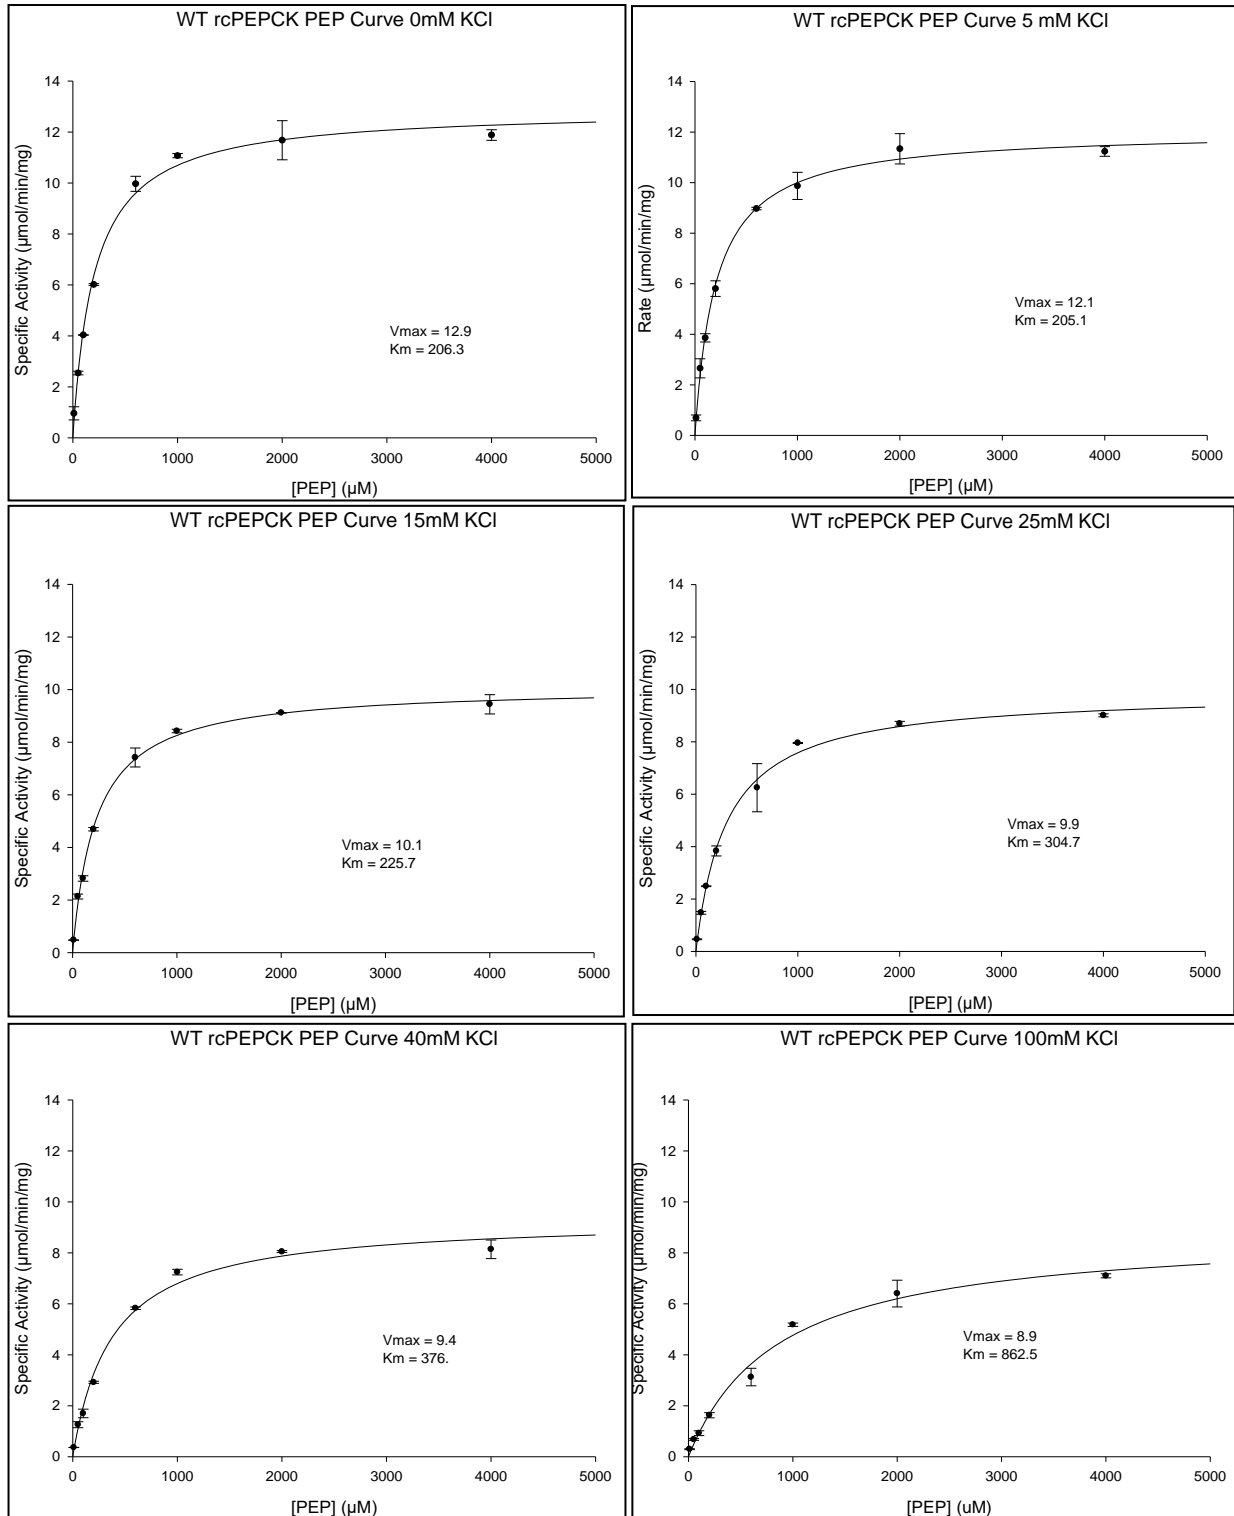 WT rcPEPCK PEP Curve 0mM KCl
Specific Activity (µmol/min/mg)
14
12
10
8
6
4
2
0
Vmax = 12.9
Km = 206.3
0 1000 2000 3000 4000 5000
[PEP] (µM)
WT rcPEPCK PEP Curve 5 mM KCl
Rate (µmol/min/mg)
14
12
10
8
6
4
2
0
Vmax = 12.1
Km = 205.1
0 1000 2000 3000 4000 5000
[PEP] (µM)
WT rcPEPCK PEP Curve 15mM KCl
Specific Activity (µmol/min/mg)
14
12
10
8
6
4
2
0
Vmax = 10.1
Km = 225.7
0 1000 2000 3000 4000 5000
[PEP] (µM)
WT rcPEPCK PEP Curve 25mM KCl
Specific Activity (µmol/min/mg)
14
12
10
8
6
4
2
0
Vmax = 9.9
Km = 304.7
0 1000 2000 3000 4000 5000
[PEP] (µM)
WT rcPEPCK PEP Curve 40mM KCl
Specific Activity (µmol/min/mg)
14
12
10
8
6
4
2
0
Vmax = 9.4
Km = 376.
0 1000 2000 3000 4000 5000
[PEP] (µM)
WT rcPEPCK PEP Curve 100mM KCl
Specific Activity (µmol/min/mg)
14
12
10
8
6
4
2
0
Vmax = 8.9
Km = 862.5
0 1000 2000 3000 4000 5000
[PEP] (uM)